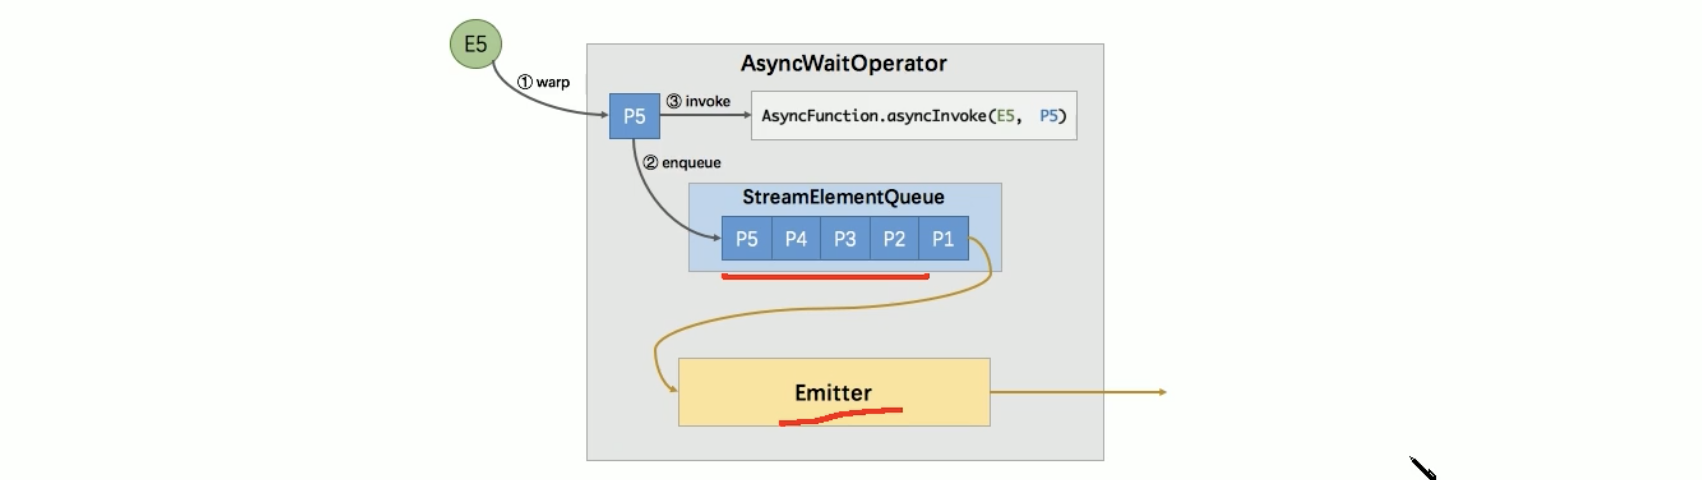 E5
AsyncWaitOperator
① warp
P5
③ invoke
AsyncFunction.asyncInvoke(E5, P5)
② enqueue
StreamElementQueue
P5 P4 P3 P2 P1
Emitter